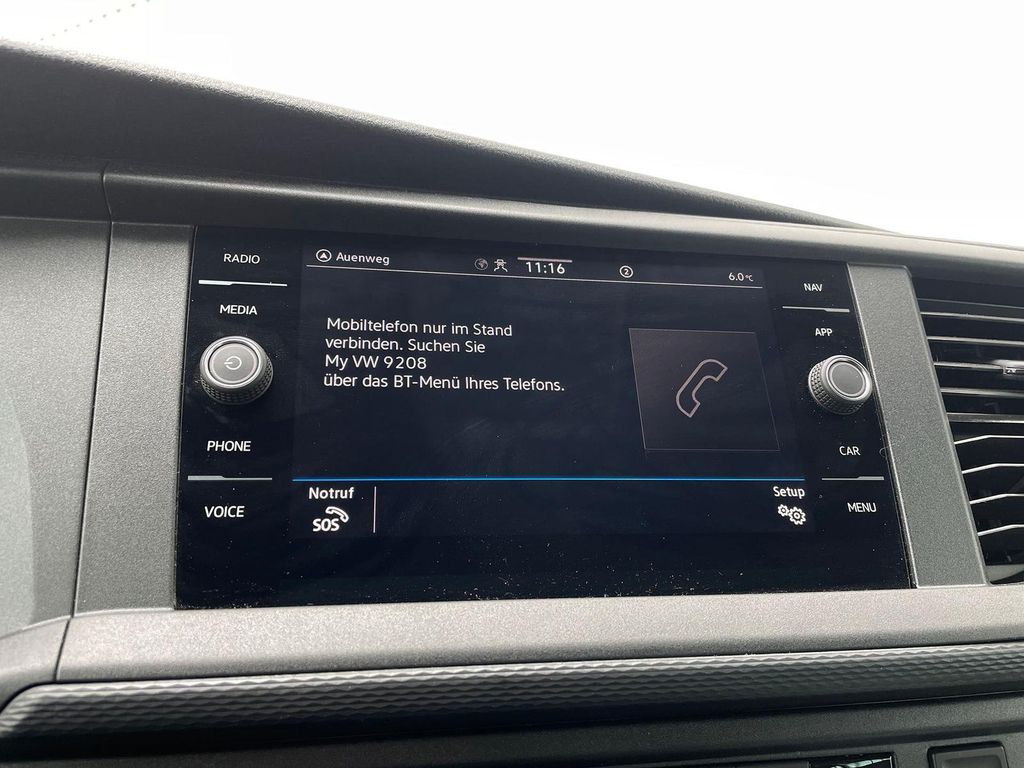 RADIO
MEDIA
PHONE
VOICE
Auenweg
11:16
2
6.0°C
Mobiltelefon nur im Stand
verbinden. Suchen Sie
My VW 9208
über das BT-Menü Ihres Telefons.
Notruf
SOS
Setup
NAV
APP
CAR
MENU